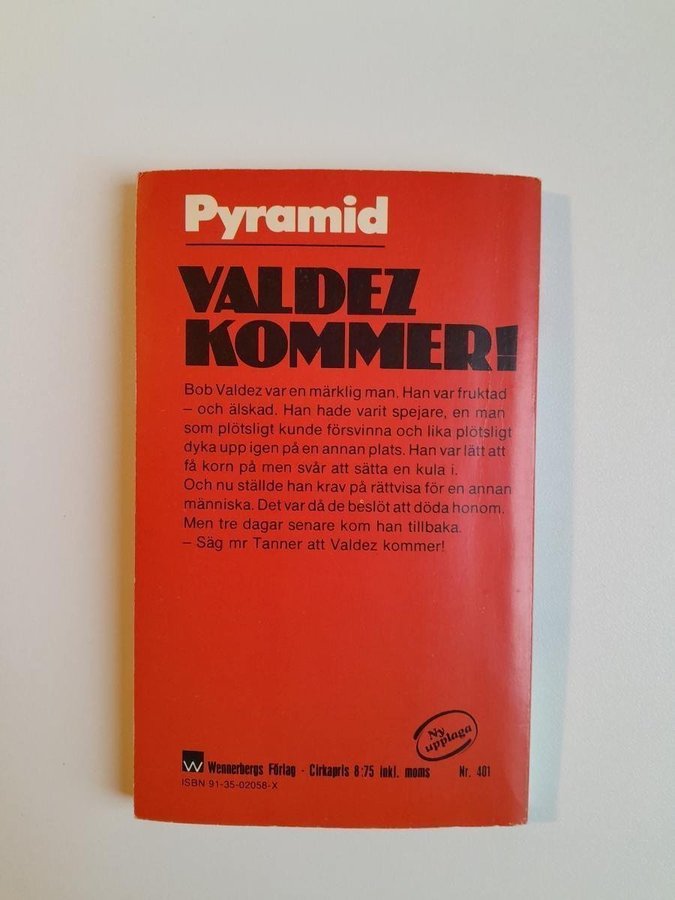 Pyramid
VALDEZ
KOMMER!
Bob Valdez var en märklig man. Han var fruktad
– och älskad. Han hade varit spejare, en man
som plötsligt kunde försvinna och lika plötsligt
dyka upp igen på en annan plats. Han var lätt att
få korn på men svår att sätta en kula i.
Och nu ställde han krav på rättvisa för en annan
människa. Det var då de beslöt att döda honom.
Men tre dagar senare kom han tillbaka.
– Säg mr Tanner att Valdez kommer!
Ny
upplaga
W Wennerbergs Förlag - Cirkapris 8:75 inkl. moms Nr. 401
ISBN 91-35-02058-X